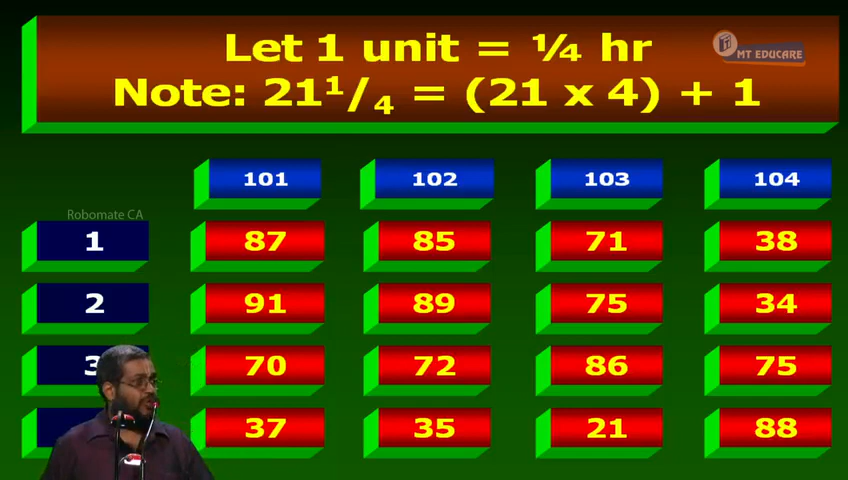 Let 1 unit = ¼ hr
MT EDUCARE
Note: 21¹/₄ = (21 x 4) + 1
101 102 103 104
Robomate CA
1 87 85 71 38
2 91 89 75 34
3 70 72 86 75
37 35 21 88